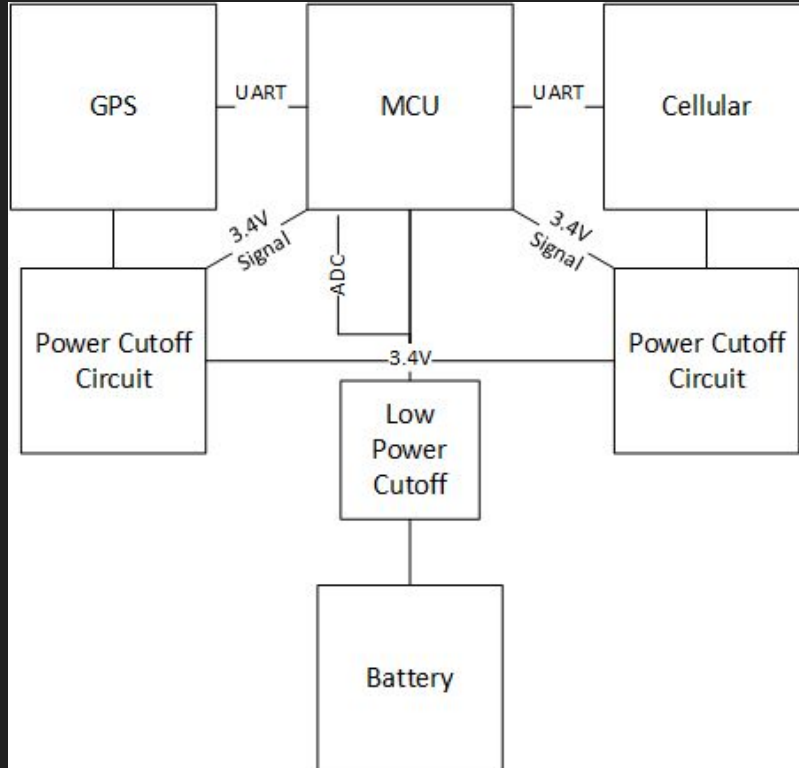 GPS
UART
MCU
UART
Cellular
3.4V
Signal
ADC
3.4V
Signal
Power Cutoff
Circuit
3.4V
Power Cutoff
Circuit
Low
Power
Cutoff
Battery